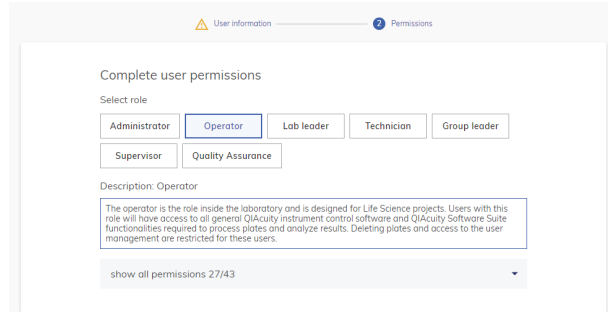 User information
2 Permissions
Complete user permissions
Select role
Administrator Operator Lab leader Technician Group leader
Supervisor Quality Assurance
Description: Operator
The operator is the role inside the laboratory and is designed for Life Science projects. Users with this
role will have access to all general QIAcuity instrument control software and QIAcuity Software Suite
functionalities required to process plates and analyze results. Deleting plates and access to the user
management are restricted for these users.
show all permissions 27/43